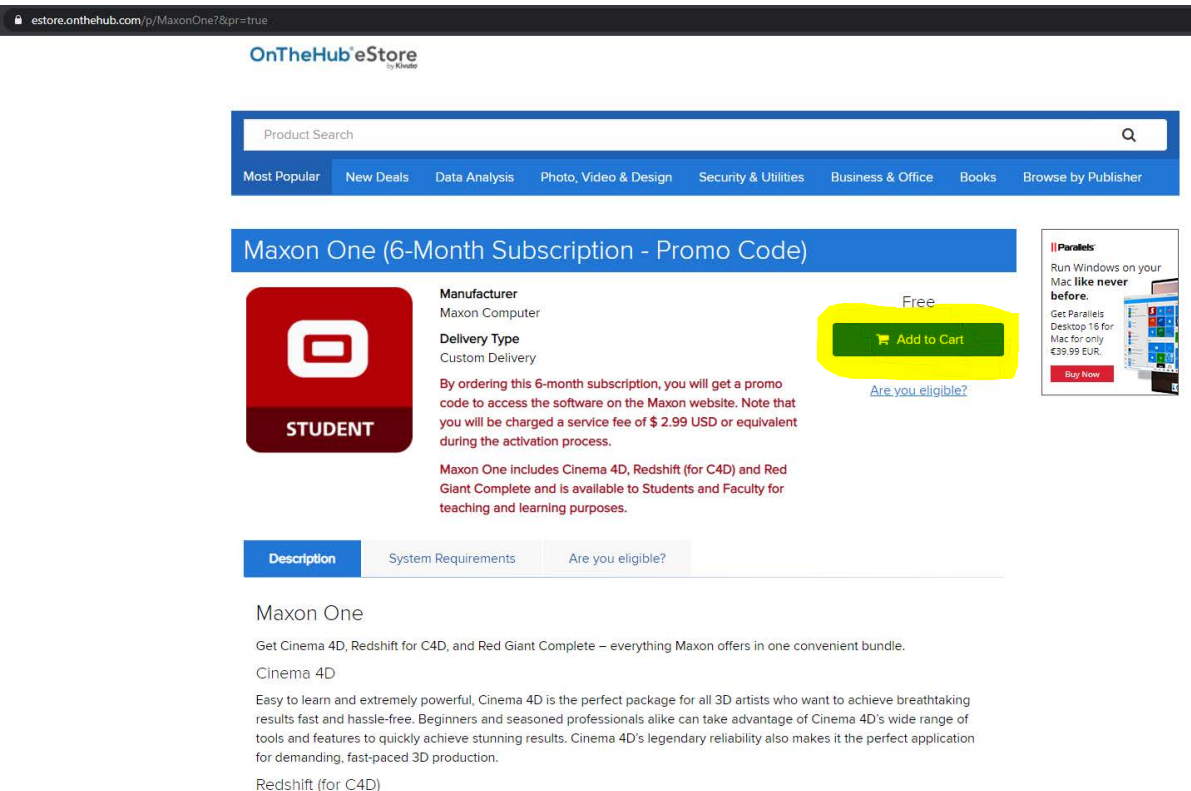 estore.onthehub.com/p/MaxonOne?&pr=true
OnTheHub eStore
by Kivuto
Product Search
Most Popular New Deals Data Analysis Photo, Video & Design Security & Utilities Business & Office Books Browse by Publisher
Maxon One (6-Month Subscription - Promo Code)
STUDENT
Manufacturer
Maxon Computer
Delivery Type
Custom Delivery
By ordering this 6-month subscription, you will get a promo
code to access the software on the Maxon website. Note that
you will be charged a service fee of $ 2.99 USD or equivalent
during the activation process.
Maxon One includes Cinema 4D, Redshift (for C4D) and Red
Giant Complete and is available to Students and Faculty for
teaching and learning purposes.
Free
Add to Cart
Are you eligible?
Parallels
Run Windows on your
Mac like never
before.
Get Parallels
Desktop 16 for
Mac for only
€39.99 EUR.
Buy Now
Description System Requirements Are you eligible?
Maxon One
Get Cinema 4D, Redshift for C4D, and Red Giant Complete – everything Maxon offers in one convenient bundle.
Cinema 4D
Easy to learn and extremely powerful, Cinema 4D is the perfect package for all 3D artists who want to achieve breathtaking
results fast and hassle-free. Beginners and seasoned professionals alike can take advantage of Cinema 4D's wide range of
tools and features to quickly achieve stunning results. Cinema 4D's legendary reliability also makes it the perfect application
for demanding, fast-paced 3D production.
Redshift (for C4D)